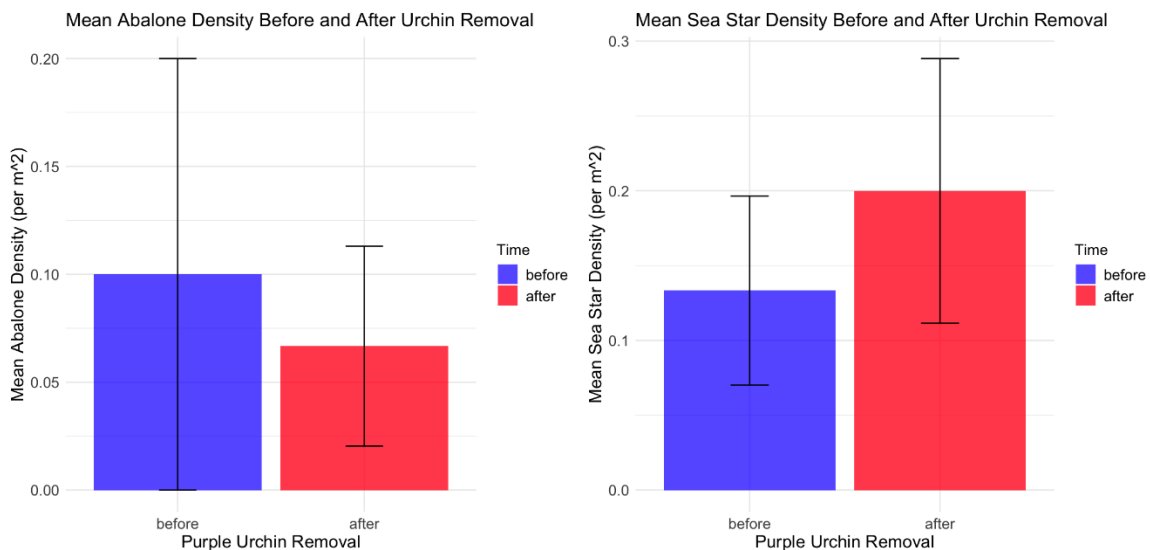 Mean Abalone Density Before and After Urchin Removal
0.20
0.15
0.10
0.05
0.00
Mean Abalone Density (per m^2)
before
after
Purple Urchin Removal
Time
before
after
Mean Sea Star Density Before and After Urchin Removal
0.3
0.2
0.1
0.0
Mean Sea Star Density (per m^2)
before
after
Purple Urchin Removal
Time
before
after